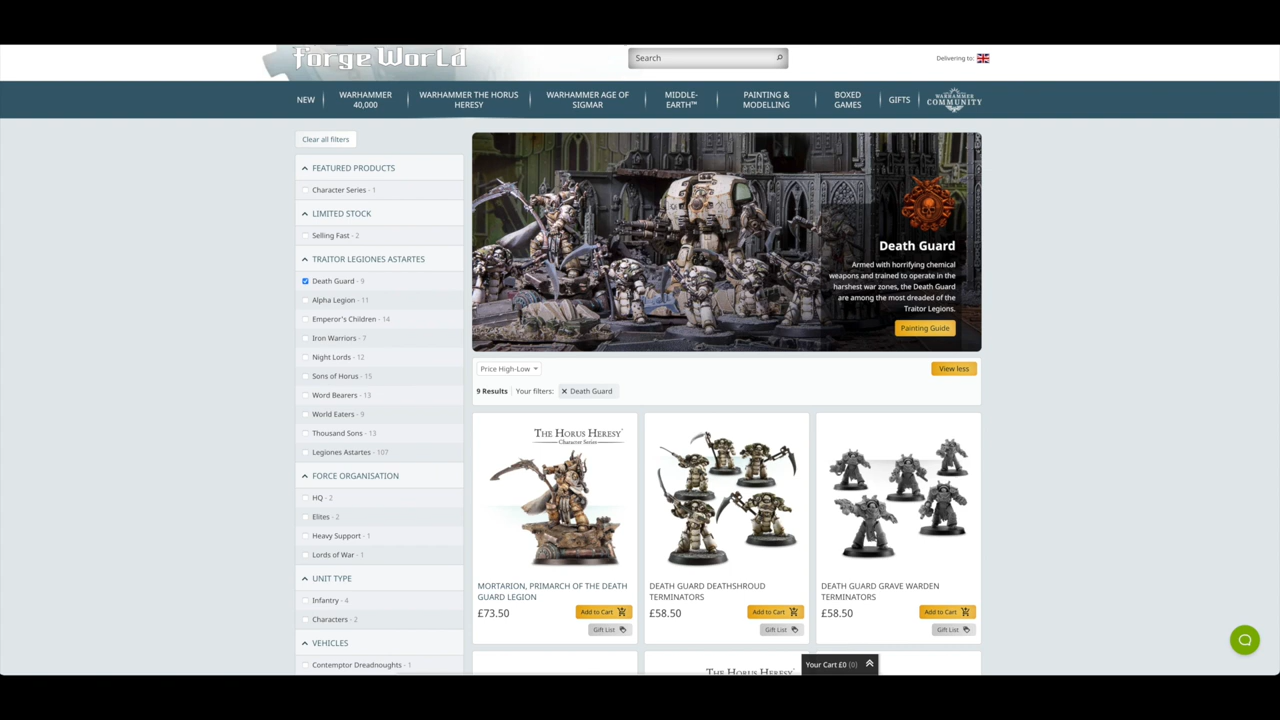 forgeWorld
Search
Delivering to:
NEW
WARHAMMER
40,000
WARHAMMER THE HORUS
HERESY
WARHAMMER AGE OF
SIGMAR
MIDDLE-
EARTH™
PAINTING &
MODELLING
BOXED
GAMES
GIFTS
WARHAMMER
COMMUNITY
Clear all filters
FEATURED PRODUCTS
Character Series - 1
LIMITED STOCK
Selling Fast - 2
TRAITOR LEGIONES ASTARTES
Death Guard - 9
Alpha Legion - 11
Emperor's Children - 14
Iron Warriors - 7
Night Lords - 12
Sons of Horus - 15
Word Bearers - 13
World Eaters - 9
Thousand Sons - 13
Legiones Astartes - 107
FORCE ORGANISATION
HQ - 2
Elites - 2
Heavy Support - 1
Lords of War - 1
UNIT TYPE
Infantry - 4
Characters - 2
VEHICLES
Contemptor Dreadnoughts - 1
Death Guard
Armed with horrifying chemical
weapons and trained to operate in the
harshest war zones, the Death Guard
are among the most dreaded of the
Traitor Legions.
Painting Guide
Price High-Low
View less
9 Results
Your filters:
Death Guard
THE HORUS HERESY
Character Series
MORTARION, PRIMARCH OF THE DEATH
GUARD LEGION
£73.50
Add to Cart
Gift List
DEATH GUARD DEATHSHROUD
TERMINATORS
£58.50
Add to Cart
Gift List
DEATH GUARD GRAVE WARDEN
TERMINATORS
£58.50
Add to Cart
Gift List
THE HORUS HERESY
Your Cart £0 (0)